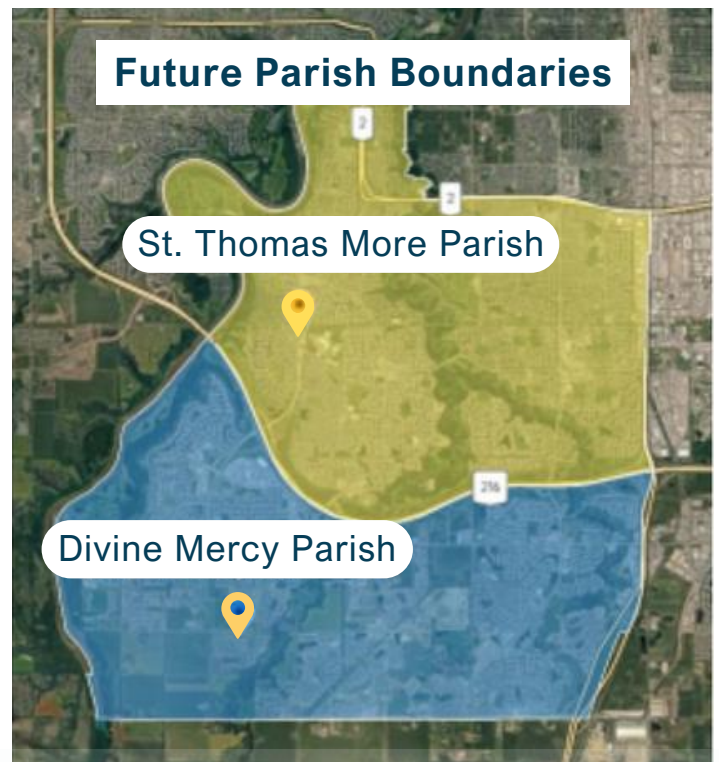 Future Parish Boundaries
2
2
St. Thomas More Parish
216
Divine Mercy Parish